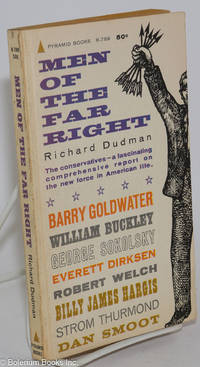 PYRAMID BOOKS
R-786
50¢
MEN
OF THE
FAR
RIGHT
Richard Dudman
The conservatives—a fascinating
comprehensive report on
the new force in American life.
BARRY GOLDWATER
WILLIAM BUCKLEY
GEORGE SOKOLSKY
EVERETT DIRKSEN
ROBERT WELCH
BILLY JAMES HARGIS
STROM THURMOND
DAN SMOOT
MEN OF THE FAR RIGHT
Richard Dudman
PYRAMID
BOOKS
© Bolerium Books Inc.